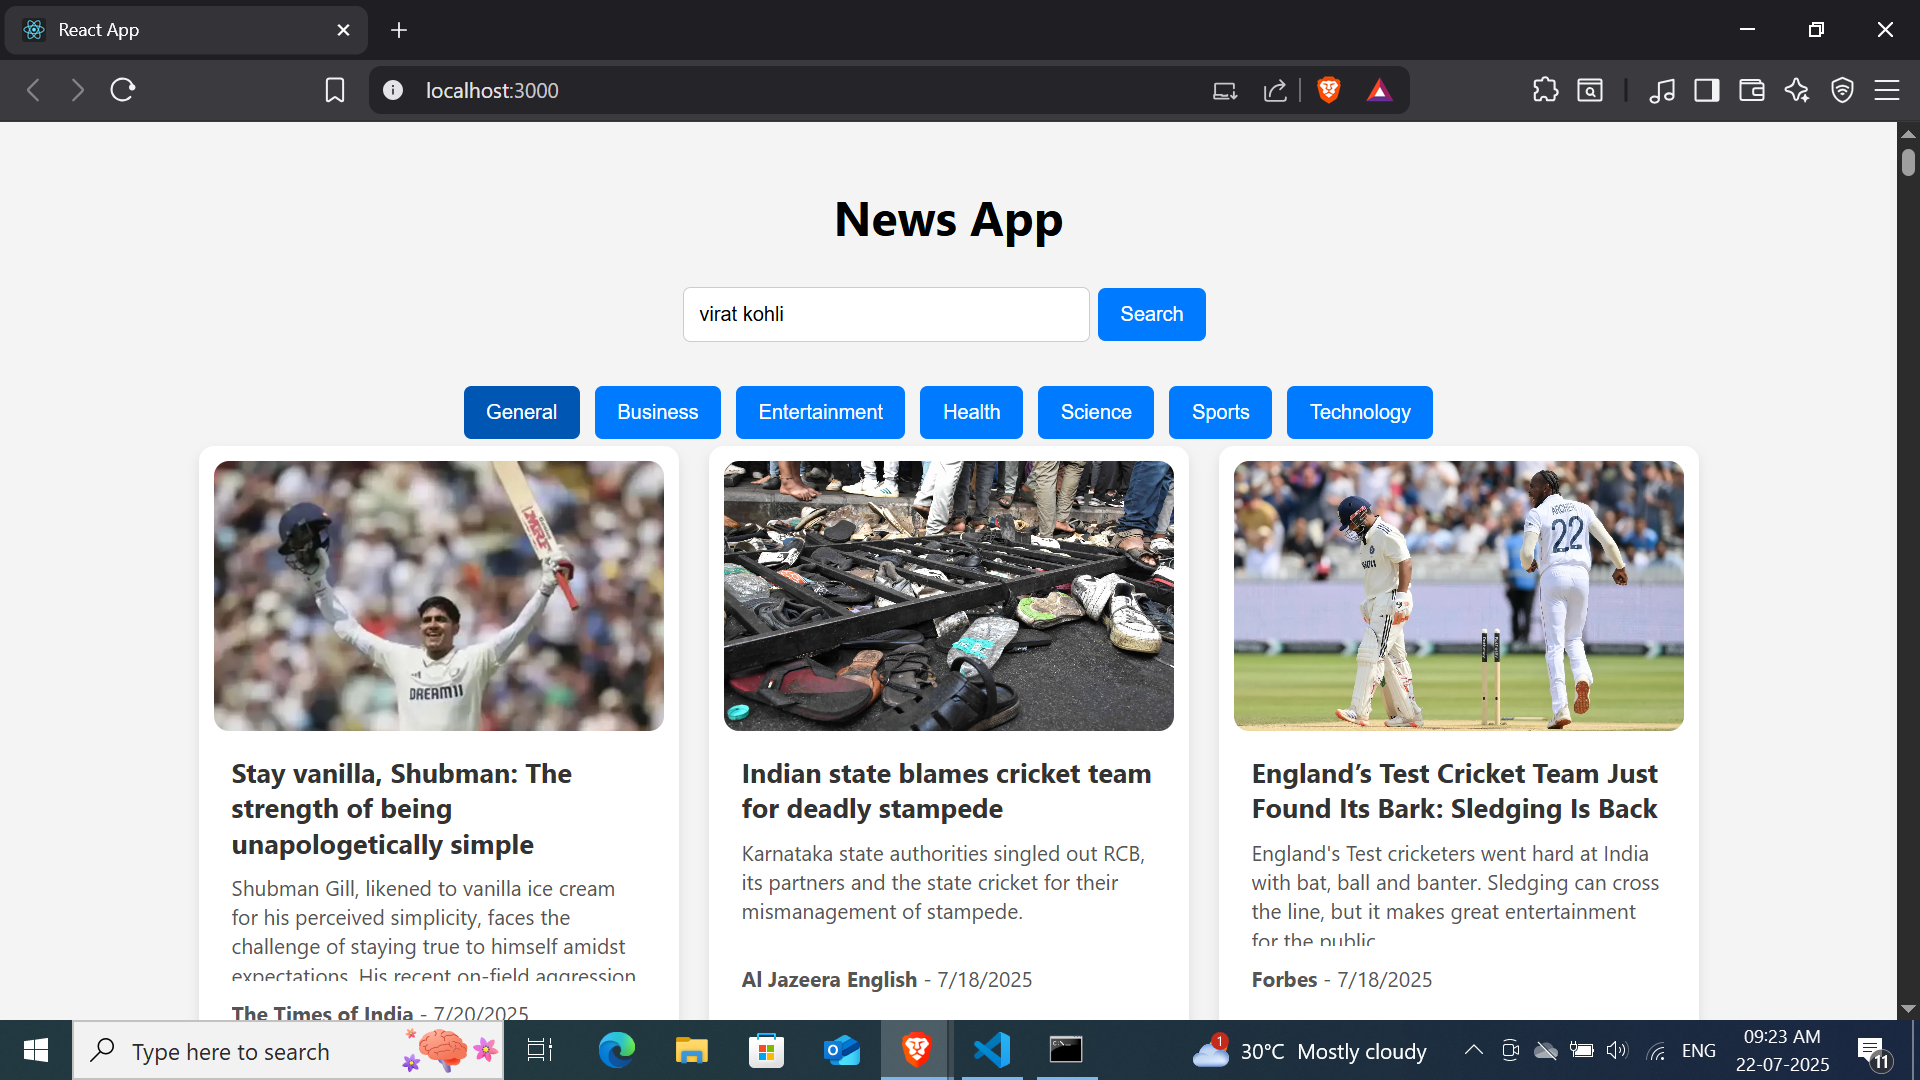 React App
localhost:3000
News App
virat kohli
Search
General
Business
Entertainment
Health
Science
Sports
Technology
MRF
DREAM11
ARCHER
22
Stay vanilla, Shubman: The
strength of being
unapologetically simple
Shubman Gill, likened to vanilla ice cream
for his perceived simplicity, faces the
challenge of staying true to himself amidst
expectations. His recent on-field aggression
The Times of India - 7/20/2025
Indian state blames cricket team
for deadly stampede
Karnataka state authorities singled out RCB,
its partners and the state cricket for their
mismanagement of stampede.
Al Jazeera English - 7/18/2025
England’s Test Cricket Team Just
Found Its Bark: Sledging Is Back
England's Test cricketers went hard at India
with bat, ball and banter. Sledging can cross
the line, but it makes great entertainment
for the public
Forbes - 7/18/2025
Type here to search
1
30°C Mostly cloudy
ENG
09:23 AM
22-07-2025
11